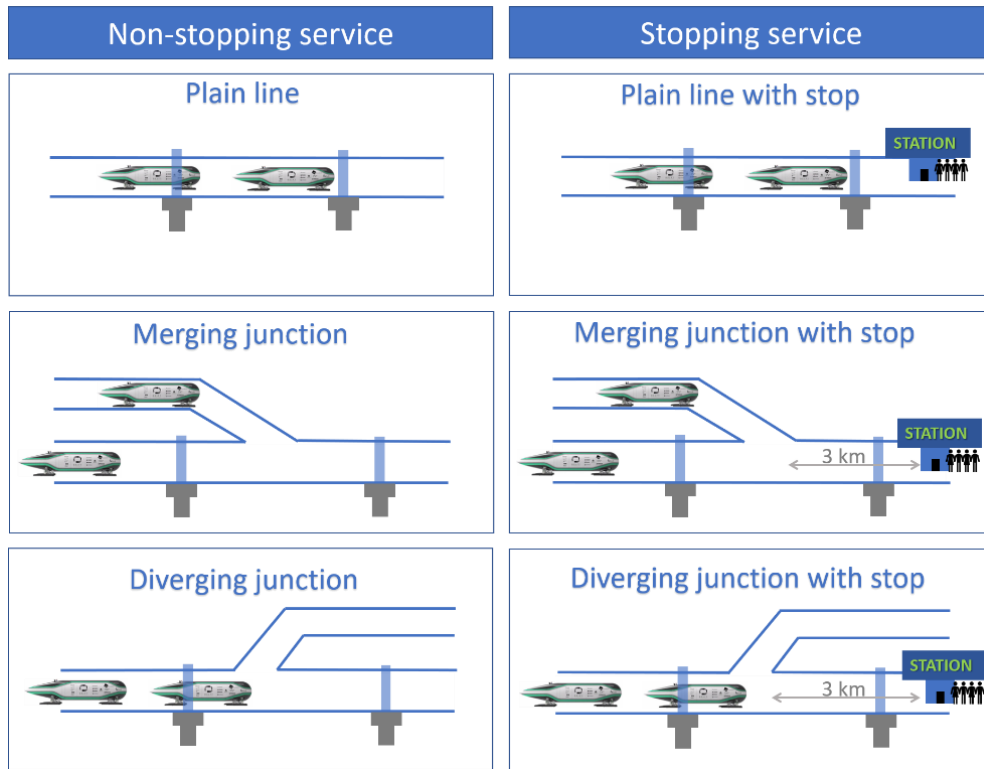 Non-stopping service
Stopping service
Plain line
Plain line with stop
STATION
Merging junction
Merging junction with stop
STATION
3 km
Diverging junction
Diverging junction with stop
STATION
3 km